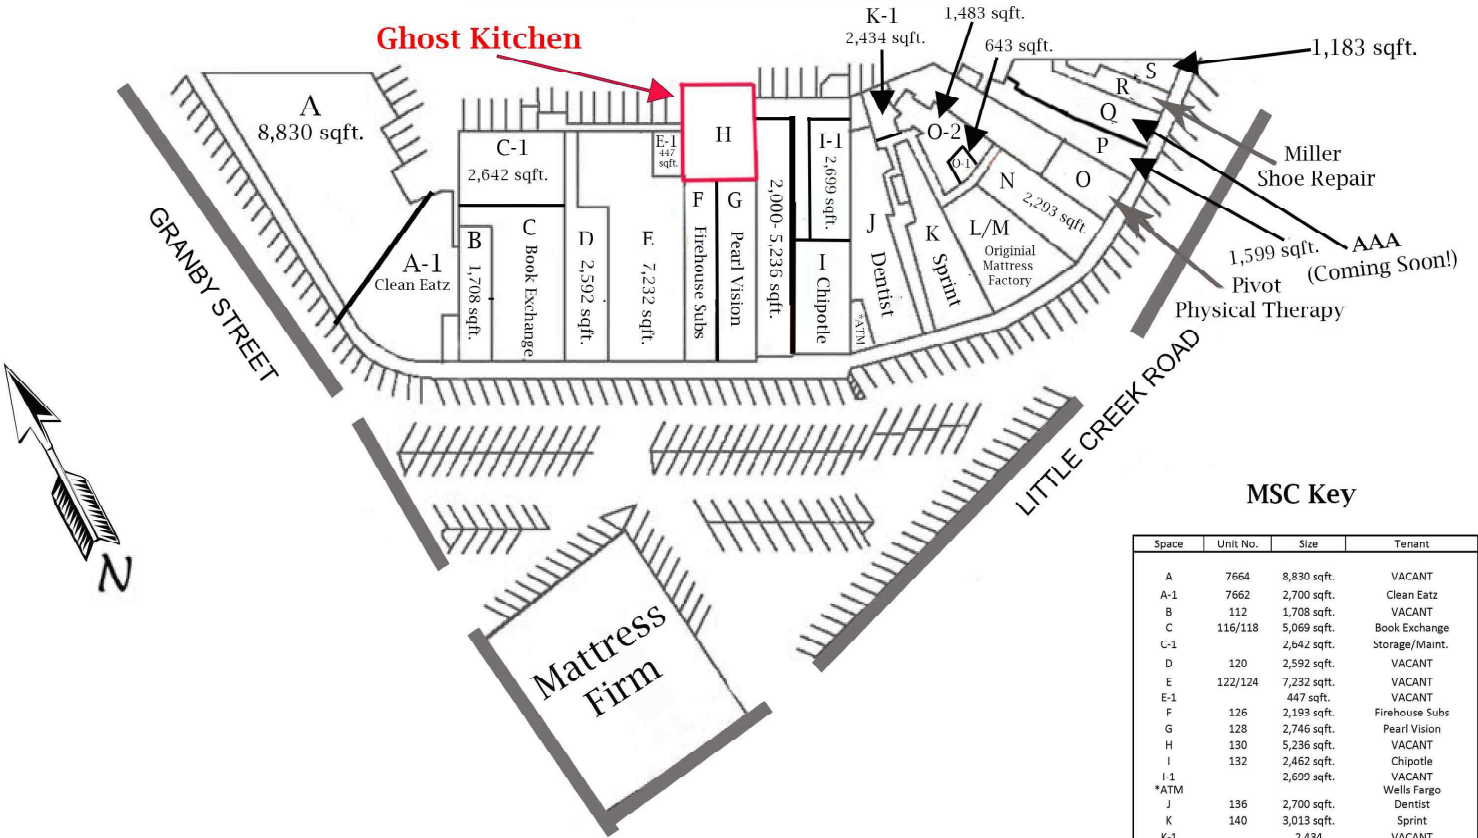 Ghost Kitchen
K-1
2,434 sqft.
1,483 sqft.
643 sqft.
1,183 sqft.
A
8,830 sqft.
C-1
2,642 sqft.
E-1
447
sqft.
H
I-1
2,699 sqft.
O-2
O-1
S
R
Q
P
O
N
2,293 sqft.
Miller
Shoe Repair
AAA
(Coming Soon!)
1,599 sqft.
Pivot
Physical Therapy
GRANBY STREET
A-1
Clean Eatz
B
1,708 sqft.
C
Book Exchange
D
2,592 sqft.
E
7,232 sqft.
F
Firehouse Subs
G
Pearl Vision
2,000- 5,236 sqft.
I
Chipotle
J
Dentist
*ATM
K
Sprint
L/M
Originial
Mattress
Factory
LITTLE CREEK ROAD
N
Mattress
Firm
MSC Key
Space Unit No. Size Tenant
A 7664 8,830 sqft. VACANT
A-1 7662 2,700 sqft. Clean Eatz
B 112 1,708 sqft. VACANT
C 116/118 5,069 sqft. Book Exchange
C-1 2,642 sqft. Storage/Maint.
D 120 2,592 sqft. VACANT
E 122/124 7,232 sqft. VACANT
E-1 447 sqft. VACANT
F 126 2,193 sqft. Firehouse Subs
G 128 2,746 sqft. Pearl Vision
H 130 5,236 sqft. VACANT
I 132 2,462 sqft. Chipotle
I-1 2,699 sqft. VACANT
*ATM Wells Fargo
J 136 2,700 sqft. Dentist
K 140 3,013 sqft. Sprint
K-1 2,434 VACANT